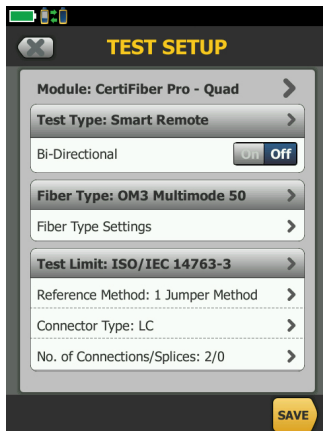 TEST SETUP
Module: CertiFiber Pro - Quad
Test Type: Smart Remote
Bi-Directional On Off
Fiber Type: OM3 Multimode 50
Fiber Type Settings
Test Limit: ISO/IEC 14763-3
Reference Method: 1 Jumper Method
Connector Type: LC
No. of Connections/Splices: 2/0
SAVE